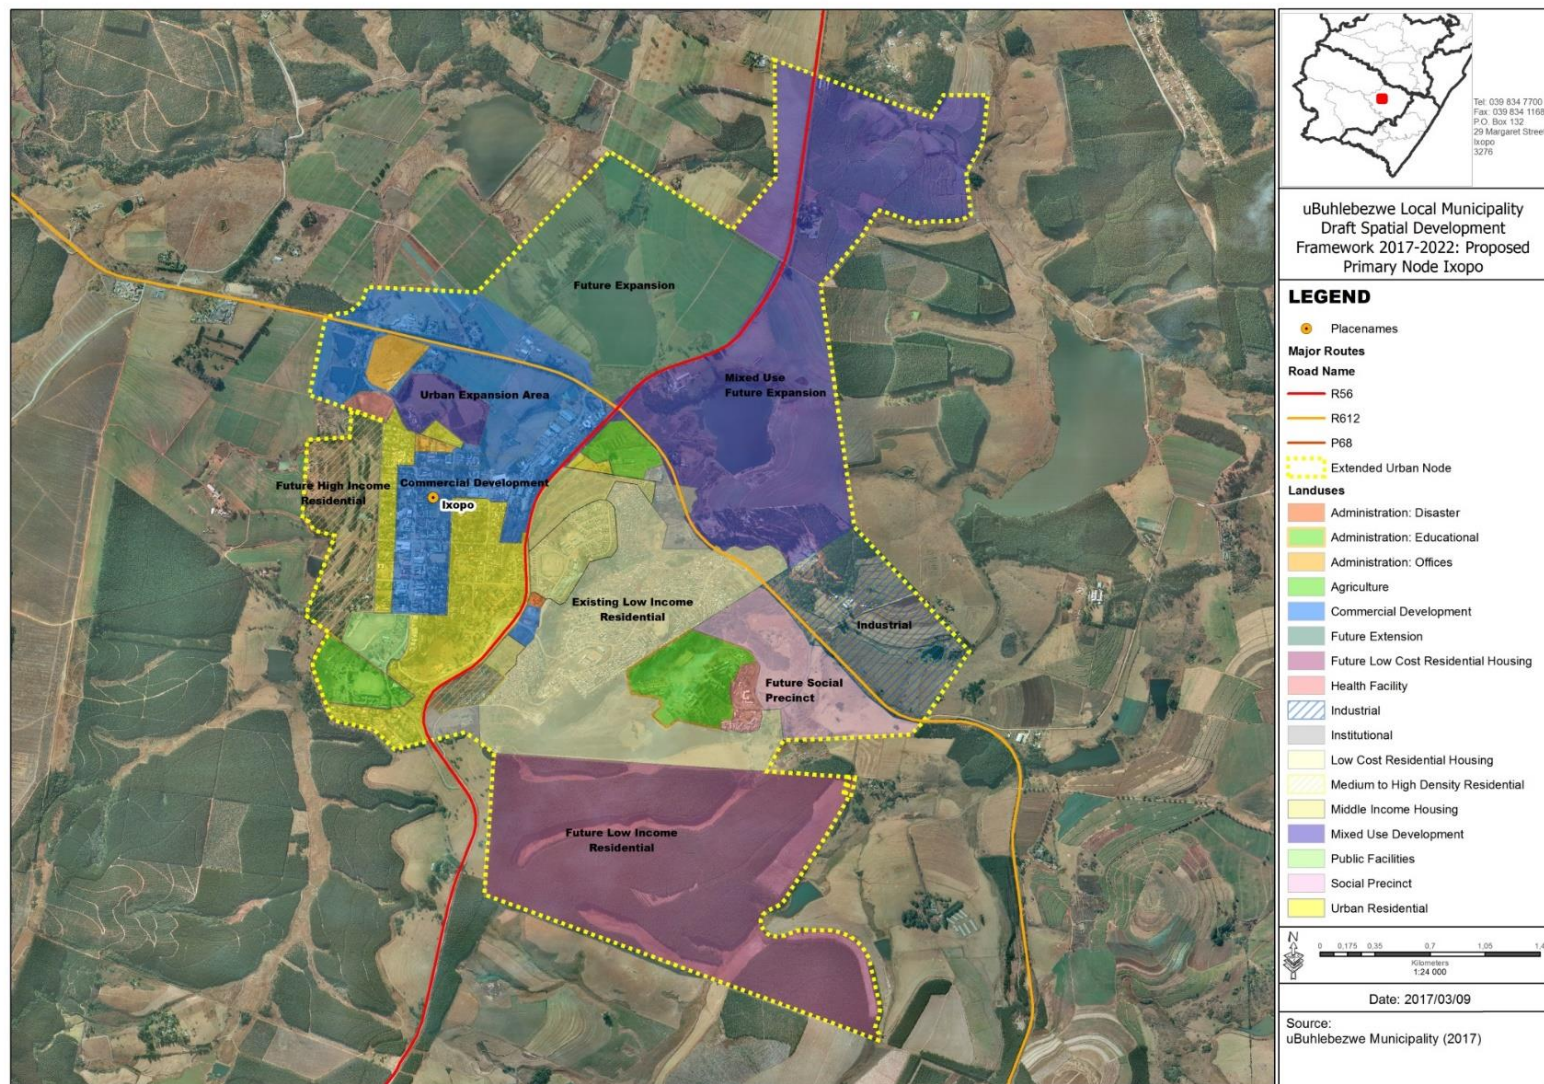 Future Expansion
Mixed Use
Future Expansion
Urban Expansion Area
Future High Income
Residential
Commercial Development
Ixopo
Existing Low Income
Residential
Industrial
Future Social
Precinct
Future Low Income
Residential
Tel: 039 834 7700
Fax: 039 834 1168
P.O. Box 132
29 Margaret Street
Ixopo
3276
uBuhlebezwe Local Municipality
Draft Spatial Development
Framework 2017-2022: Proposed
Primary Node Ixopo
LEGEND
Placenames
Major Routes
Road Name
R56
R612
P68
Extended Urban Node
Landuses
Administration: Disaster
Administration: Educational
Administration: Offices
Agriculture
Commercial Development
Future Extension
Future Low Cost Residential Housing
Health Facility
Industrial
Institutional
Low Cost Residential Housing
Medium to High Density Residential
Middle Income Housing
Mixed Use Development
Public Facilities
Social Precinct
Urban Residential
N
0 0,175 0,35 0,7 1,05 1,4
Kilometers
1:24 000
Date: 2017/03/09
Source:
uBuhlebezwe Municipality (2017)